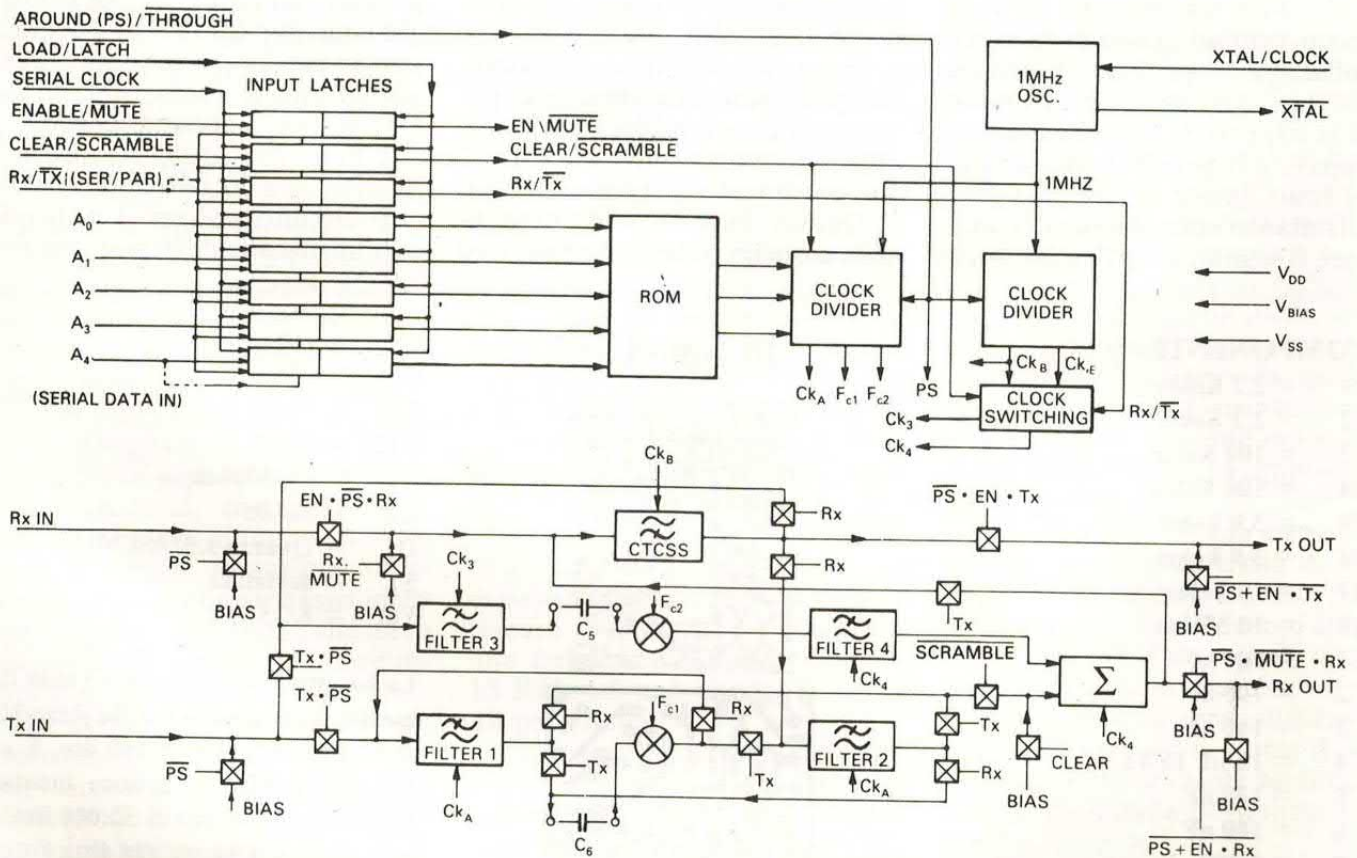 AROUND (PS)/THROUGH
LOAD/LATCH
SERIAL CLOCK
INPUT LATCHES
ENABLE/MUTE
CLEAR/SCRAMBLE
Rx/TX (SER/PAR)
A0
A1
A2
A3
A4
(SERIAL DATA IN)
EN\MUTE
CLEAR/SCRAMBLE
Rx/Tx
ROM
1MHz
OSC.
XTAL/CLOCK
XTAL
1MHZ
CLOCK
DIVIDER
CLOCK
DIVIDER
VDD
VBIAS
VSS
CkA
Fc1
Fc2
PS
CkB
CkE
CLOCK
SWITCHING
Rx/Tx
Ck3
Ck4
CkB
Rx IN
EN • PS • Rx
CTCSS
Rx
PS • EN • Tx
Tx OUT
PS
Rx.
MUTE
Ck3
Rx
BIAS
BIAS
FILTER 3
C5
Fc2
FILTER 4
Ck4
Tx
SCRAMBLE
PS + EN • Tx
BIAS
Σ
Ck4
PS • MUTE • Rx
Rx OUT
BIAS
Tx • PS
Tx • PS
Tx IN
PS
BIAS
FILTER 1
CkA
Rx
Tx
Fc1
Rx
Tx
FILTER 2
CkA
Tx
Rx
CLEAR
BIAS
BIAS
C6
PS + EN • Rx